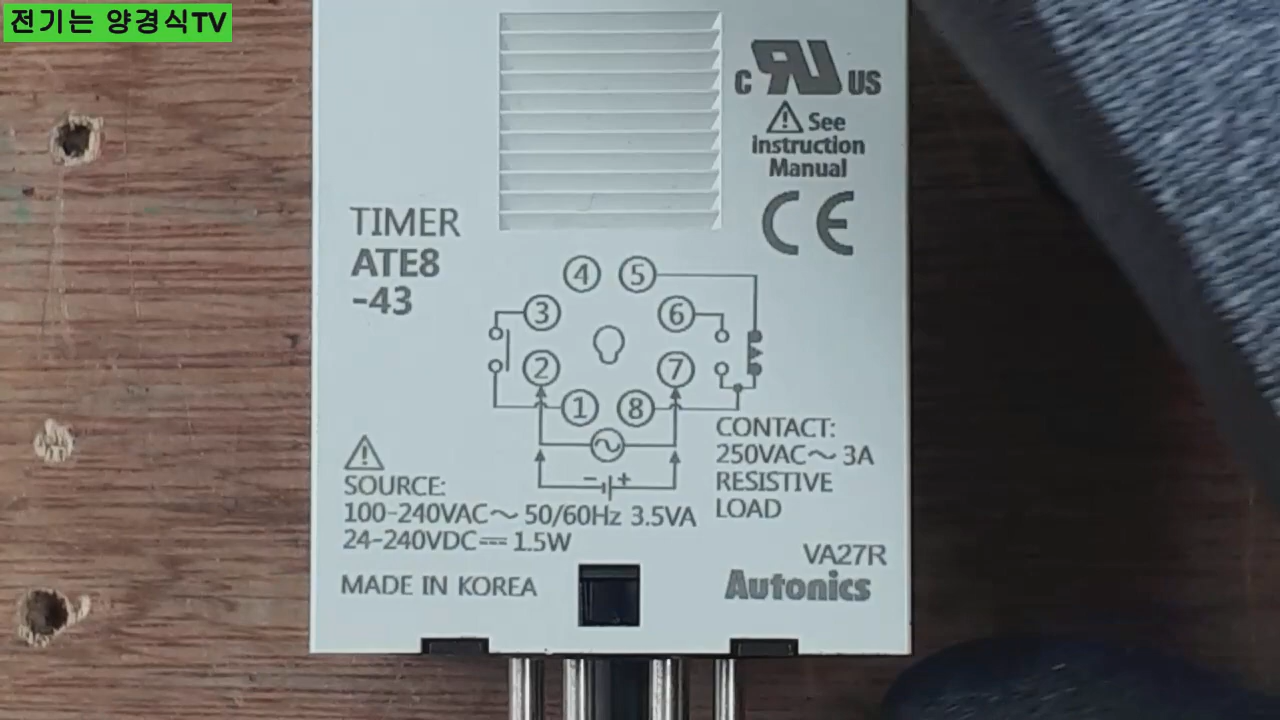 전기는 양경식TV
c RU US
See
instruction
Manual
CE
TIMER
ATE8
-43
4 5
3 6
2 7
1 8
- +
CONTACT:
250VAC～ 3A
RESISTIVE
LOAD
SOURCE:
100-240VAC～ 50/60Hz 3.5VA
24-240VDC⎓ 1.5W
VA27R
MADE IN KOREA
Autonics